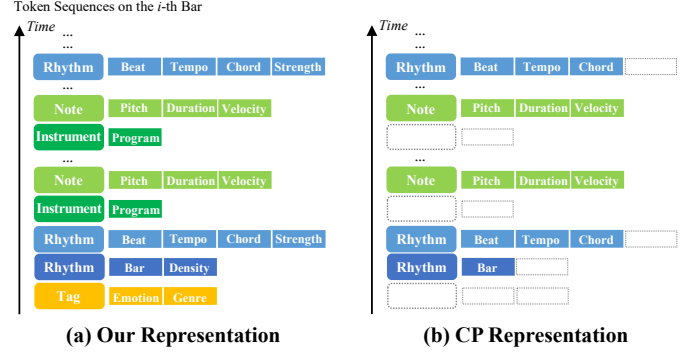 Token Sequences on the i-th Bar
Time
...
...
Rhythm Beat Tempo Chord Strength
...
Note Pitch Duration Velocity
Instrument Program
...
Note Pitch Duration Velocity
Instrument Program
Rhythm Beat Tempo Chord Strength
Rhythm Bar Density
Tag Emotion Genre
(a) Our Representation
Time
...
...
Rhythm Beat Tempo Chord
...
Note Pitch Duration Velocity
...
Note Pitch Duration Velocity
Rhythm Beat Tempo Chord
Rhythm Bar
(b) CP Representation